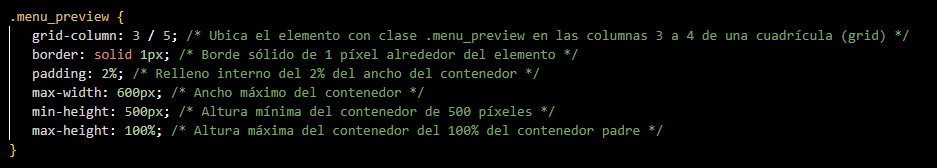 .menu_preview {
grid-column: 3 / 5; /* Ubica el elemento con clase .menu_preview en las columnas 3 a 4 de una cuadrícula (grid) */
border: solid 1px; /* Borde sólido de 1 píxel alrededor del elemento */
padding: 2%; /* Relleno interno del 2% del ancho del contenedor */
max-width: 600px; /* Ancho máximo del contenedor */
min-height: 500px; /* Altura mínima del contenedor de 500 píxeles */
max-height: 100%; /* Altura máxima del contenedor del 100% del contenedor padre */
}